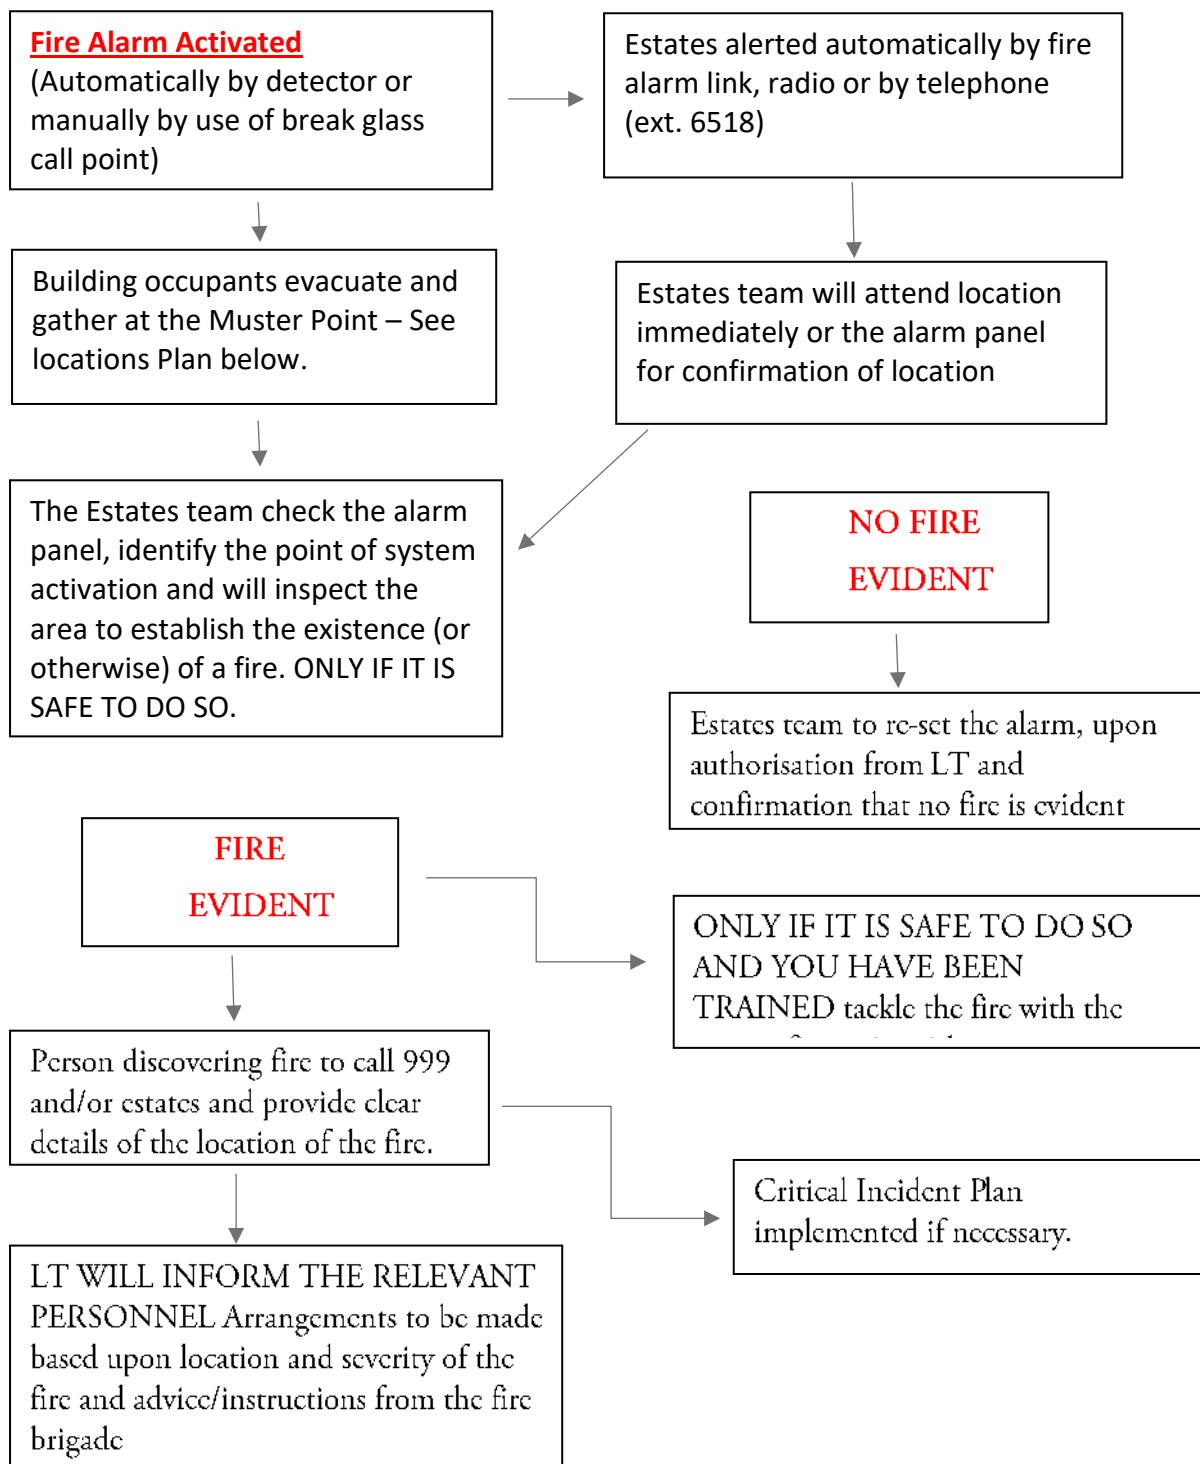 Fire Alarm Activated
(Automatically by detector or
manually by use of break glass
call point)
Estates alerted automatically by fire
alarm link, radio or by telephone
(ext. 6518)
Building occupants evacuate and
gather at the Muster Point – See
locations Plan below.
Estates team will attend location
immediately or the alarm panel
for confirmation of location
The Estates team check the alarm
panel, identify the point of system
activation and will inspect the
area to establish the existence (or
otherwise) of a fire. ONLY IF IT IS
SAFE TO DO SO.
NO FIRE
EVIDENT
Estates team to re-set the alarm, upon
authorisation from LT and
confirmation that no fire is evident
FIRE
EVIDENT
ONLY IF IT IS SAFE TO DO SO
AND YOU HAVE BEEN
TRAINED tackle the fire with the
Person discovering fire to call 999
and/or estates and provide clear
details of the location of the fire.
Critical Incident Plan
implemented if necessary.
LT WILL INFORM THE RELEVANT
PERSONNEL Arrangements to be made
based upon location and severity of the
fire and advice/instructions from the fire
brigade